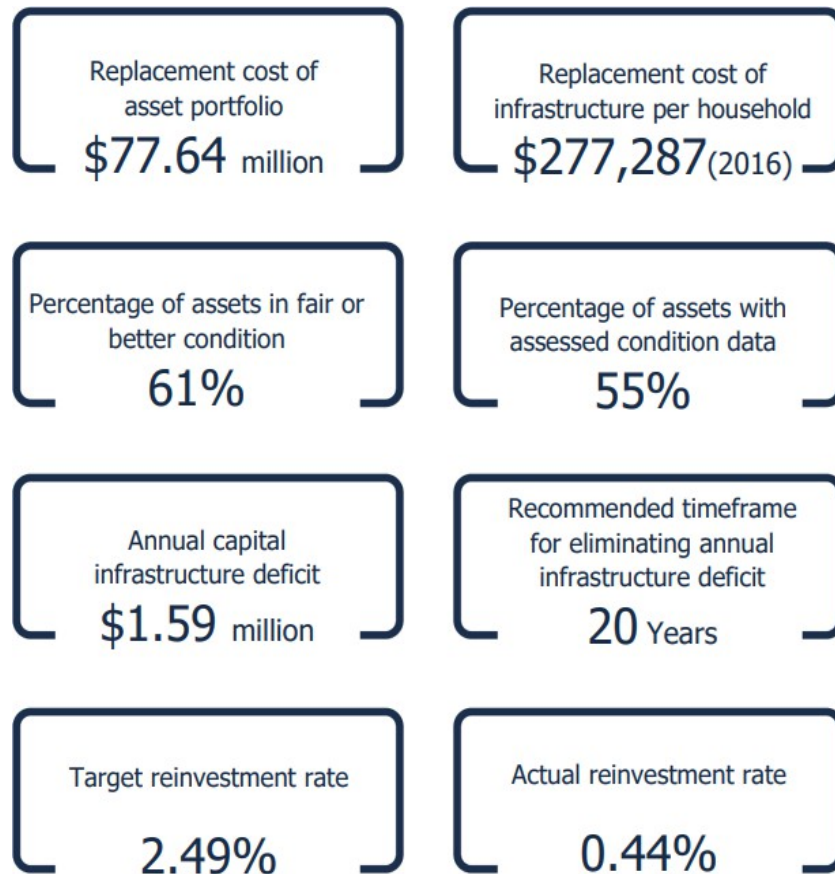 Replacement cost of
asset portfolio
$77.64 million
Replacement cost of
infrastructure per household
$277,287(2016)
Percentage of assets in fair or
better condition
61%
Percentage of assets with
assessed condition data
55%
Annual capital
infrastructure deficit
$1.59 million
Recommended timeframe
for eliminating annual
infrastructure deficit
20 Years
Target reinvestment rate
2.49%
Actual reinvestment rate
0.44%